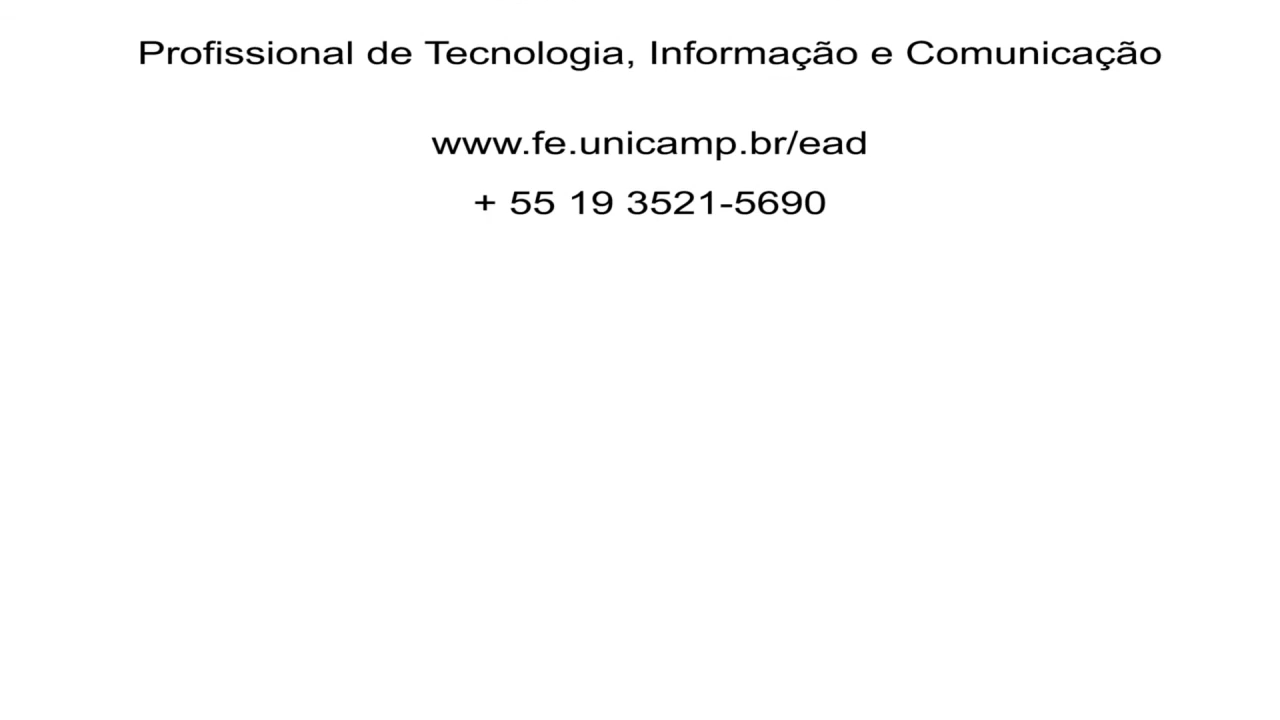 Profissional de Tecnologia, Informação e Comunicação
www.fe.unicamp.br/ead
+ 55 19 3521-5690